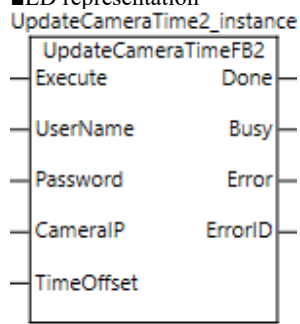 ■LD representation
UpdateCameraTime2_instance
UpdateCameraTimeFB2
Execute Done
UserName Busy
Password Error
CameraIP ErrorID
TimeOffset